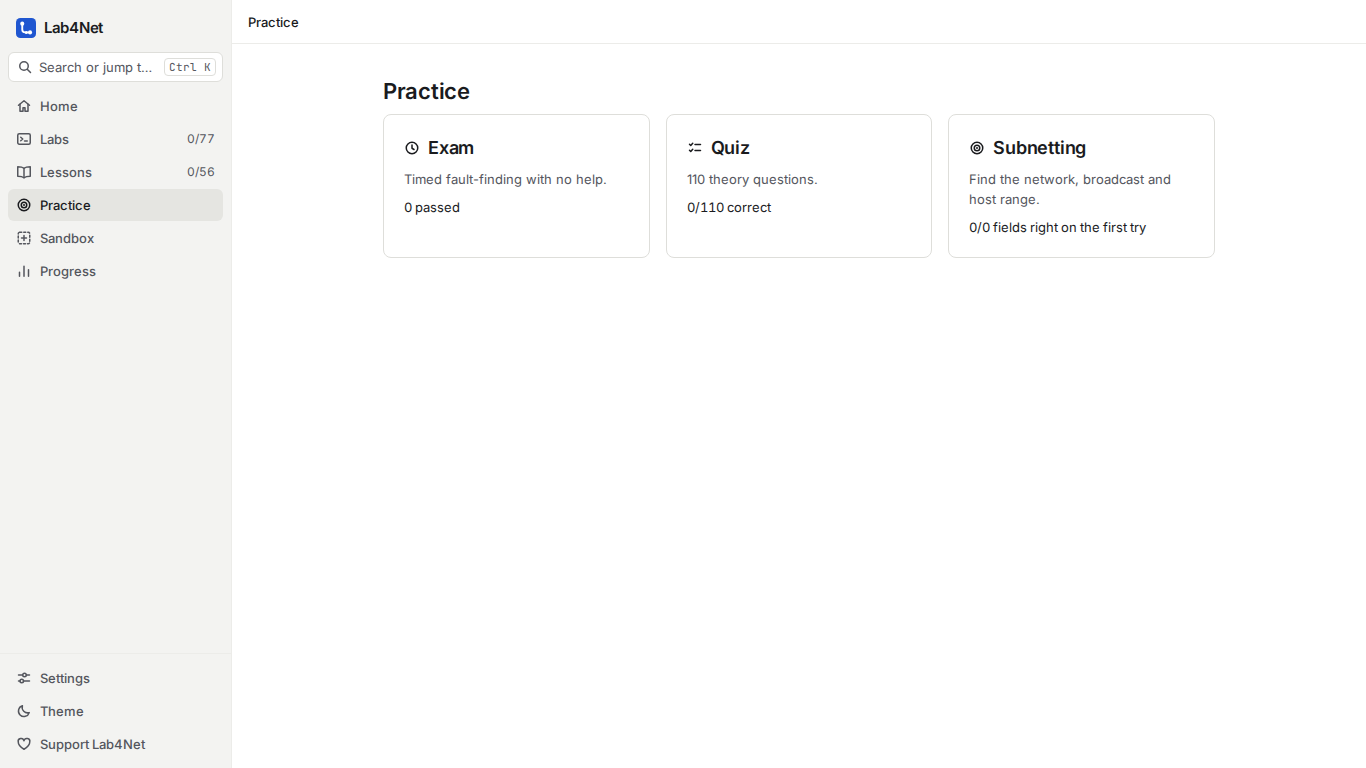 Lab4Net
Search or jump t... Ctrl K
Home
Labs 0/77
Lessons 0/56
Practice
Sandbox
Progress
Settings
Theme
Support Lab4Net
Practice
Practice
Exam
Timed fault-finding with no help.
0 passed
Quiz
110 theory questions.
0/110 correct
Subnetting
Find the network, broadcast and
host range.
0/0 fields right on the first try